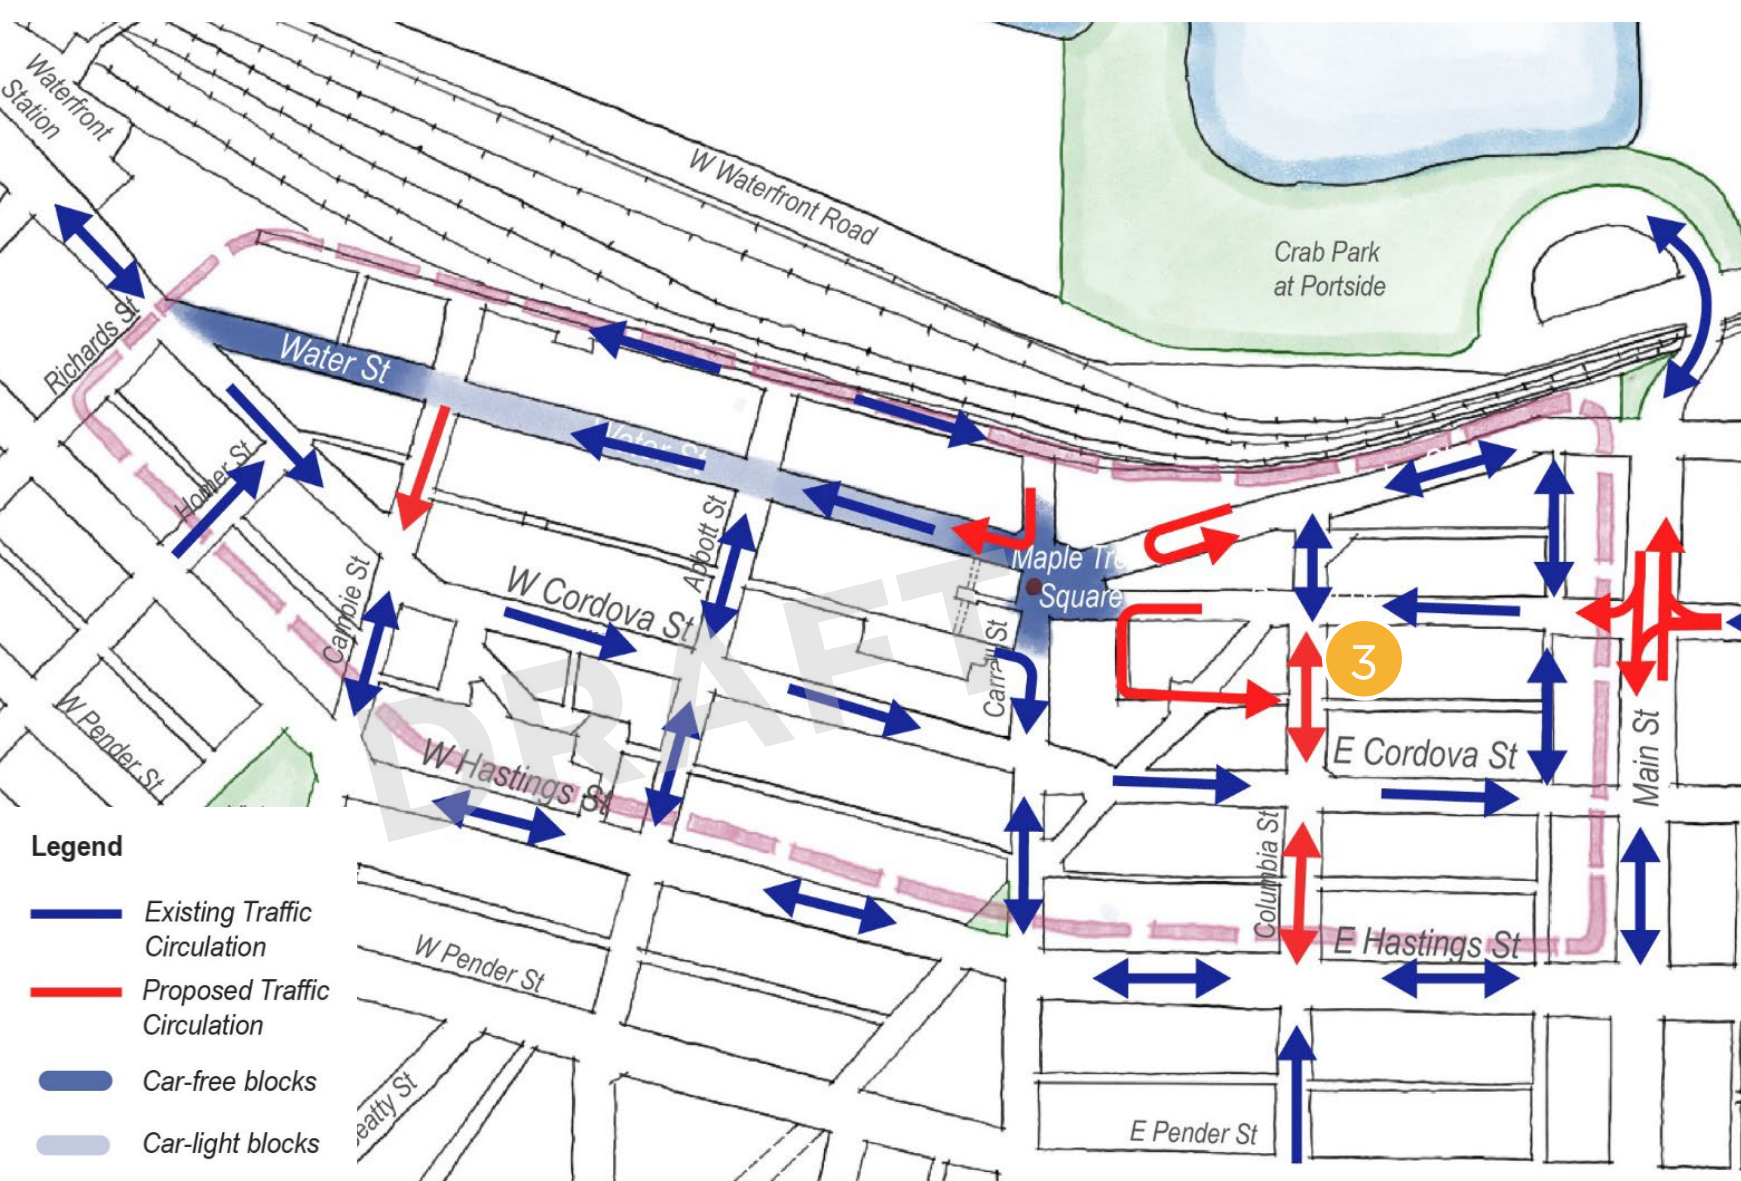 Waterfront
Station
W Waterfront Road
Crab Park
at Portside
Richards St
Water St
Water St
Homer St
Abbott St
Maple Tre
Square
W Cordova St
Cambie St
Carrall St
3
W Pender St
W Hastings St
E Cordova St
Main St
DRAFT
Columbia St
E Hastings St
W Pender St
E Pender St
eatty St
Legend
Existing Traffic
Circulation
Proposed Traffic
Circulation
Car-free blocks
Car-light blocks